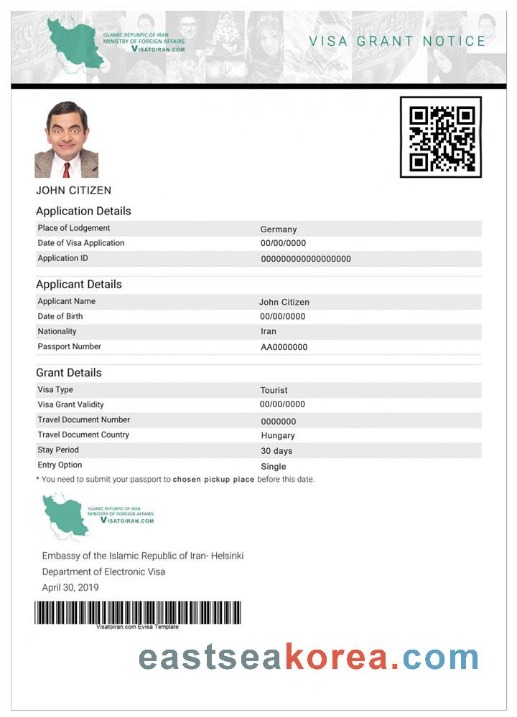 ISLAMIC REPUBLIC OF IRAN
MINISTRY OF FOREIGN AFFAIRS
VISATOIRAN.COM
VISA GRANT NOTICE
JOHN CITIZEN
Application Details
Place of Lodgement Germany
Date of Visa Application 00/00/0000
Application ID 000000000000000000
Applicant Details
Applicant Name John Citizen
Date of Birth 00/00/0000
Nationality Iran
Passport Number AA0000000
Grant Details
Visa Type Tourist
Visa Grant Validity 00/00/0000
Travel Document Number 0000000
Travel Document Country Hungary
Stay Period 30 days
Entry Option Single
* You need to submit your passport to chosen pickup place before this date.
ISLAMIC REPUBLIC OF IRAN
MINISTRY OF FOREIGN AFFAIRS
VISATOIRAN.COM
Embassy of the Islamic Republic of Iran- Helsinki
Department of Electronic Visa
April 30, 2019
Visatoiran.com Evisa Template
eastseakorea.com